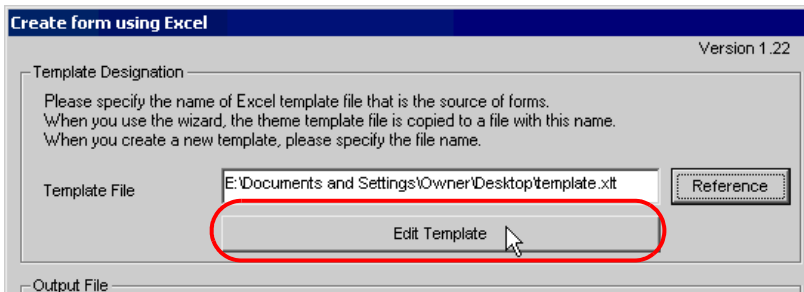 Create form using Excel
Version 1.22
Template Designation
Please specify the name of Excel template file that is the source of forms.
When you use the wizard, the theme template file is copied to a file with this name.
When you create a new template, please specify the file name.
Template File
E:\Documents and Settings\Owner\Desktop\template.xlt
Reference
Edit Template
Output File